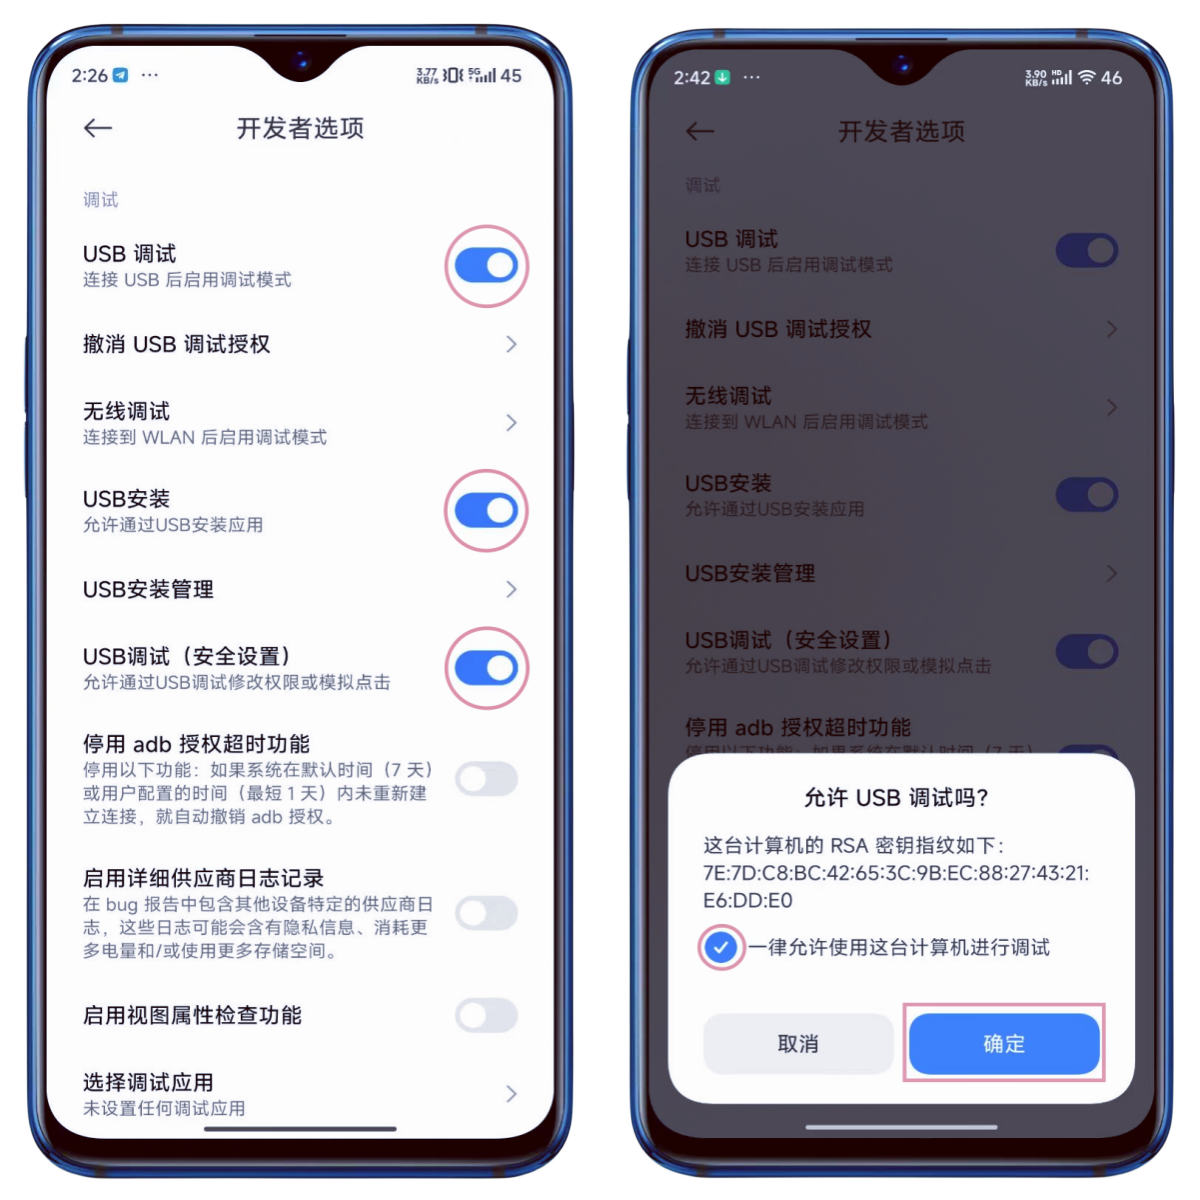 2:26 ···
3.77 KB/s 5G 45
开发者选项
调试
USB 调试
连接 USB 后启用调试模式
撤消 USB 调试授权
无线调试
连接到 WLAN 后启用调试模式
USB安装
允许通过USB安装应用
USB安装管理
USB调试（安全设置）
允许通过USB调试修改权限或模拟点击
停用 adb 授权超时功能
停用以下功能：如果系统在默认时间（7 天）
或用户配置的时间（最短 1 天）内未重新建
立连接，就自动撤销 adb 授权。
启用详细供应商日志记录
在 bug 报告中包含其他设备特定的供应商日
志，这些日志可能会含有隐私信息、消耗更
多电量和/或使用更多存储空间。
启用视图属性检查功能
选择调试应用
未设置任何调试应用
2:42 ···
3.90 KB/s HD 46
开发者选项
调试
USB 调试
连接 USB 后启用调试模式
撤消 USB 调试授权
无线调试
连接到 WLAN 后启用调试模式
USB安装
允许通过USB安装应用
USB安装管理
USB调试（安全设置）
允许通过USB调试修改权限或模拟点击
停用 adb 授权超时功能
停用以下功能：如果系统在默认时间（7 天）
允许 USB 调试吗？
这台计算机的 RSA 密钥指纹如下：
7E:7D:C8:BC:42:65:3C:9B:EC:88:27:43:21:
E6:DD:E0
一律允许使用这台计算机进行调试
取消
确定